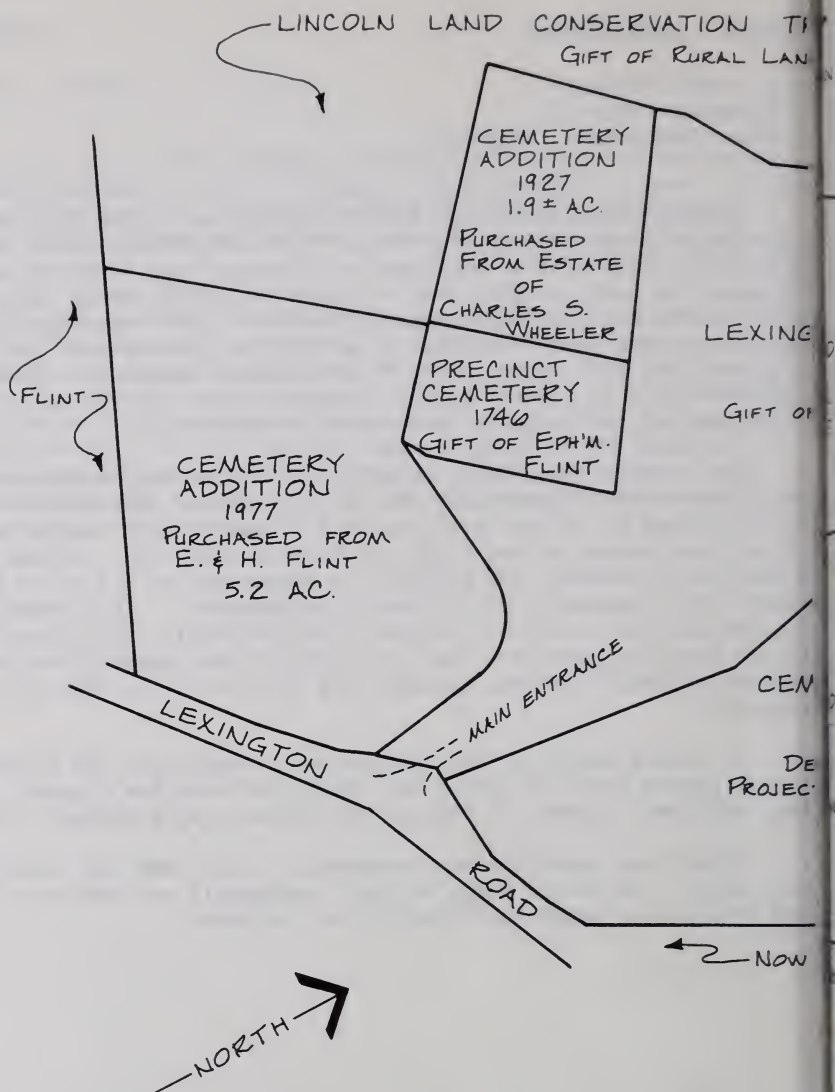 LINCOLN LAND CONSERVATION
GIFT OF RURAL
CEMETERY
ADDITION
1927
1.9 ± AC.
PURCHASED
FROM ESTATE
OF
CHARLES S.
WHEELER
PRECINCT
CEMETERY
1746
GIFT OF EPH'M.
FLINT
FLINT
CEMETERY
ADDITION
1977
PURCHASED FROM
E. & H. FLINT
5.2 AC.
GIFT
MAIN ENTRANCE
LEXINGTON
ROAD
NOW
NORTH